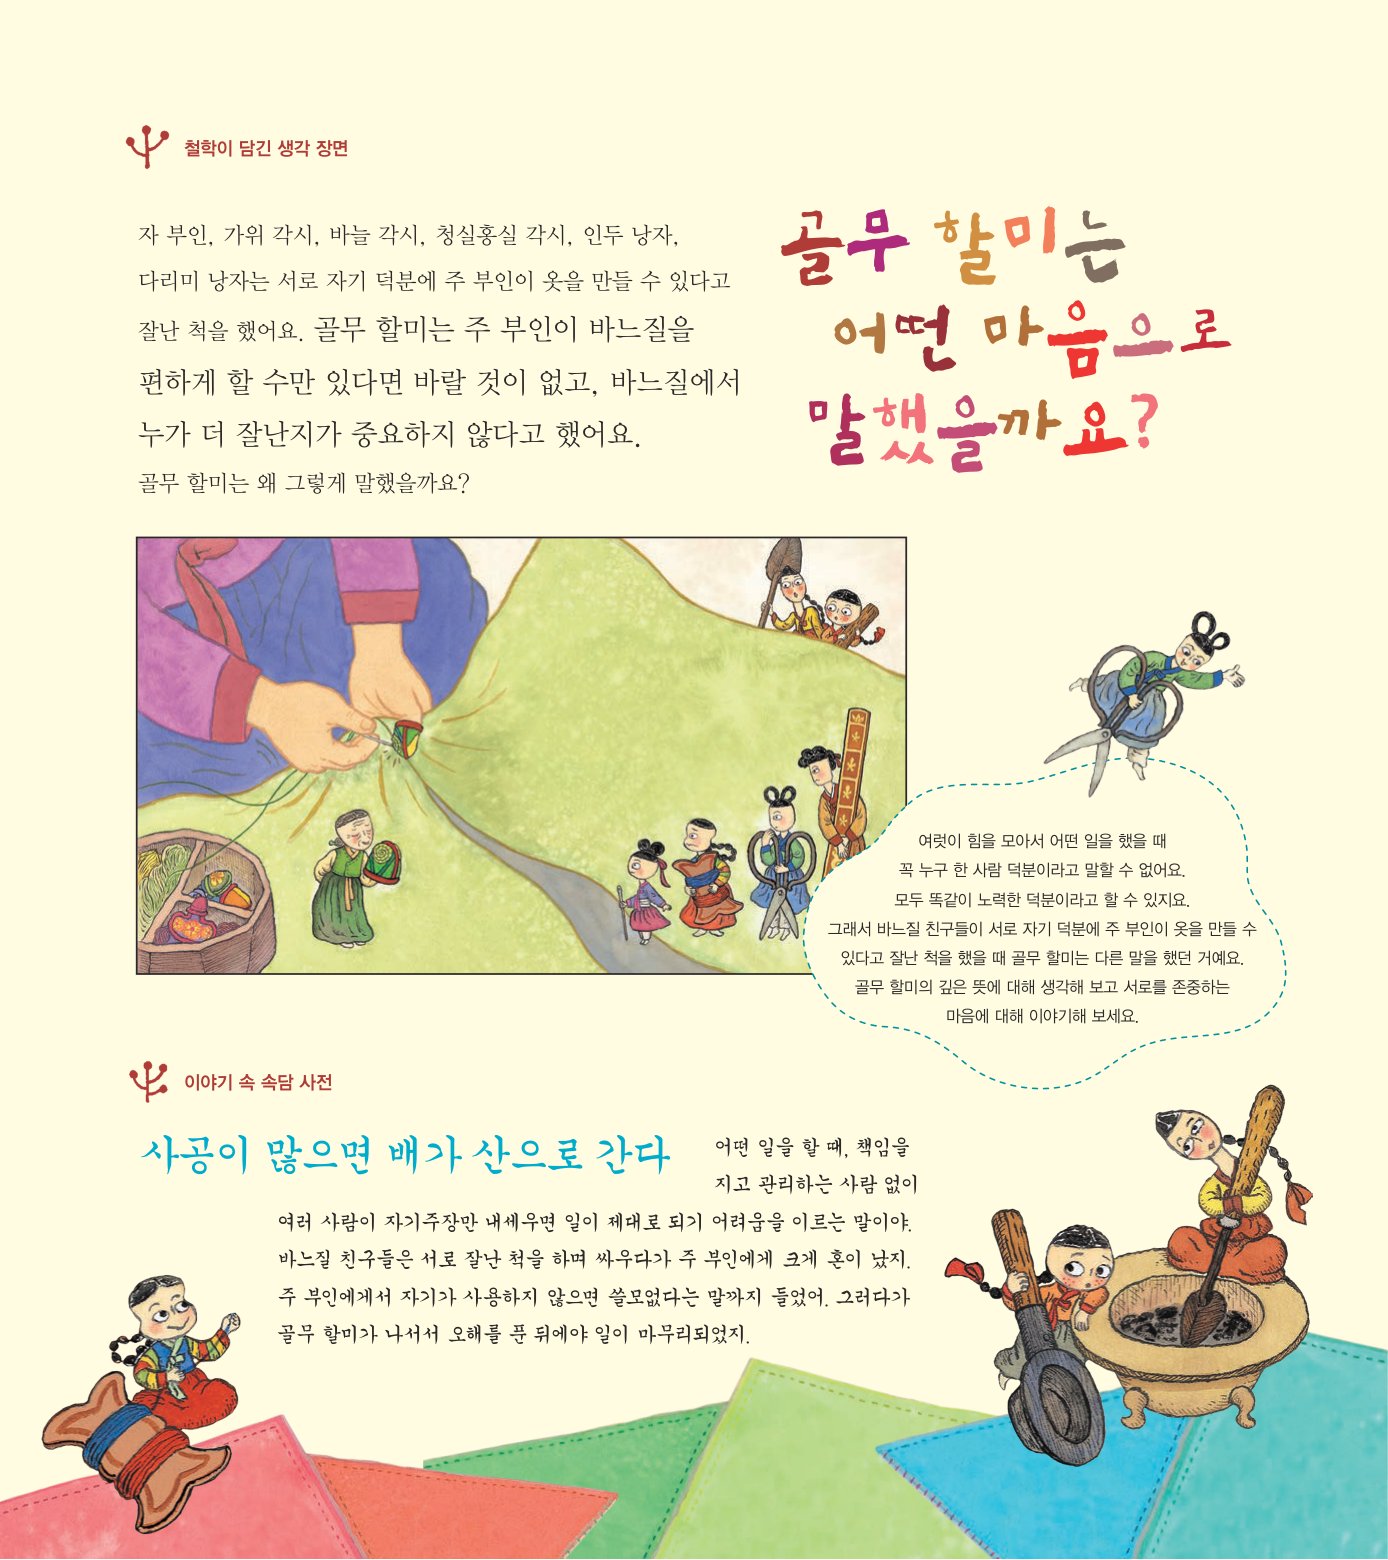 철학이 담긴 생각 장면
자 부인, 가위 각시, 바늘 각시, 청실홍실 각시, 인두 낭자,
다리미 낭자는 서로 자기 덕분에 주 부인이 옷을 만들 수 있다고
잘난 척을 했어요. 골무 할미는 주 부인이 바느질을
편하게 할 수만 있다면 바랄 것이 없고, 바느질에서
누가 더 잘난지가 중요하지 않다고 했어요.
골무 할미는 왜 그렇게 말했을까요?
골무 할미는
어떤 마음으로
말했을까요?
여럿이 힘을 모아서 어떤 일을 했을 때
꼭 누구 한 사람 덕분이라고 말할 수 없어요.
모두 똑같이 노력한 덕분이라고 할 수 있지요.
그래서 바느질 친구들이 서로 자기 덕분에 주 부인이 옷을 만들 수
있다고 잘난 척을 했을 때 골무 할미는 다른 말을 했던 거예요.
골무 할미의 깊은 뜻에 대해 생각해 보고 서로를 존중하는
마음에 대해 이야기해 보세요.
이야기 속 속담 사전
사공이 많으면 배가 산으로 간다
어떤 일을 할 때, 책임을
지고 관리하는 사람 없이
여러 사람이 자기주장만 내세우면 일이 제대로 되기 어려움을 이르는 말이야.
바느질 친구들은 서로 잘난 척을 하며 싸우다가 주 부인에게 크게 혼이 났지.
주 부인에게서 자기가 사용하지 않으면 쓸모없다는 말까지 들었어. 그러다가
골무 할미가 나서서 오해를 푼 뒤에야 일이 마무리되었지.